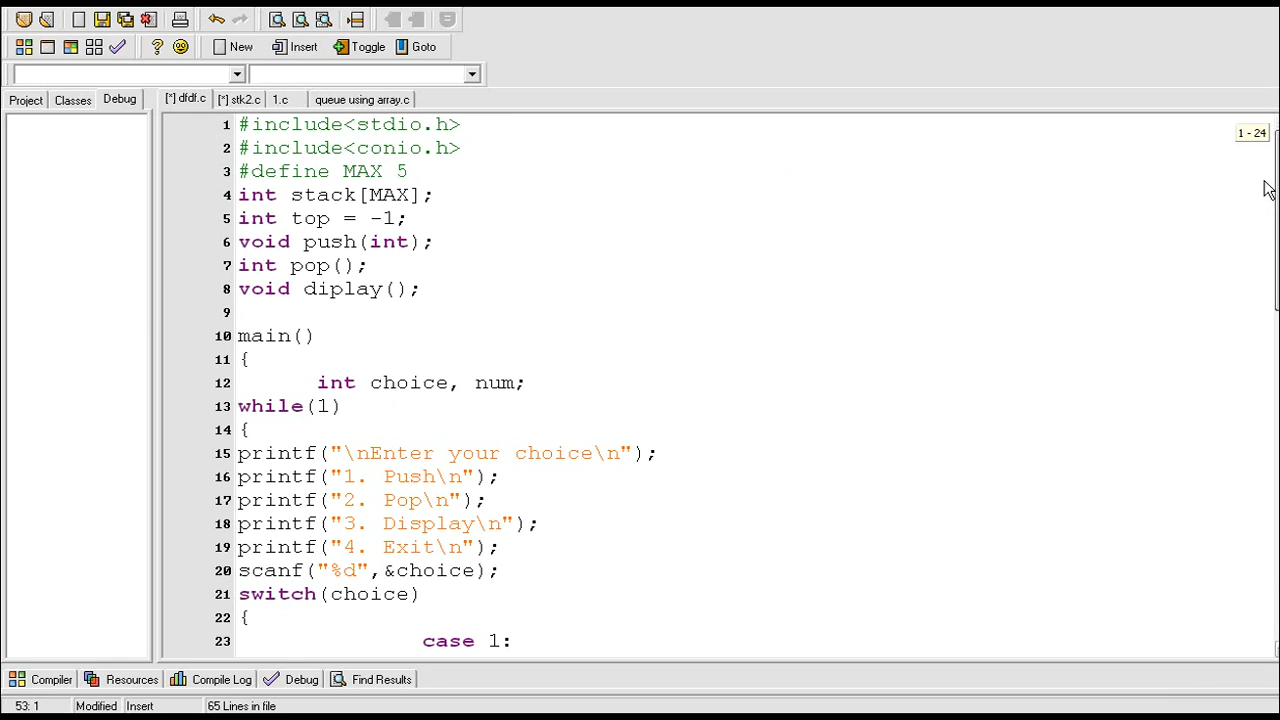 New Insert Toggle Goto
Project Classes Debug [*] dfdf.c [*] stk2.c 1.c queue using array.c
1 #include<stdio.h>
1 - 24
2 #include<conio.h>
3 #define MAX 5
4 int stack[MAX];
5 int top = -1;
6 void push(int);
7 int pop();
8 void diplay();
9
10 main()
11 {
12 int choice, num;
13 while(1)
14 {
15 printf("\nEnter your choice\n");
16 printf("1. Push\n");
17 printf("2. Pop\n");
18 printf("3. Display\n");
19 printf("4. Exit\n");
20 scanf("%d",&choice);
21 switch(choice)
22 {
23 case 1:
Compiler Resources Compile Log Debug Find Results
53: 1 Modified Insert 65 Lines in file